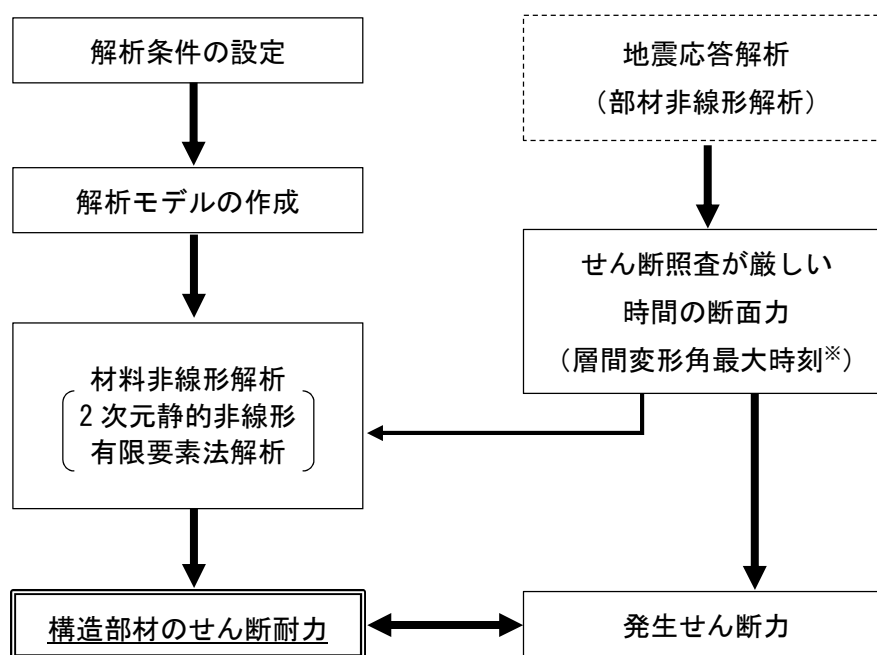 解析条件の設定
解析モデルの作成
材料非線形解析
2次元静的非線形
有限要素法解析
構造部材のせん断耐力
地震応答解析
（部材非線形解析）
せん断照査が厳しい
時間の断面力
（層間変形角最大時刻※）
発生せん断力